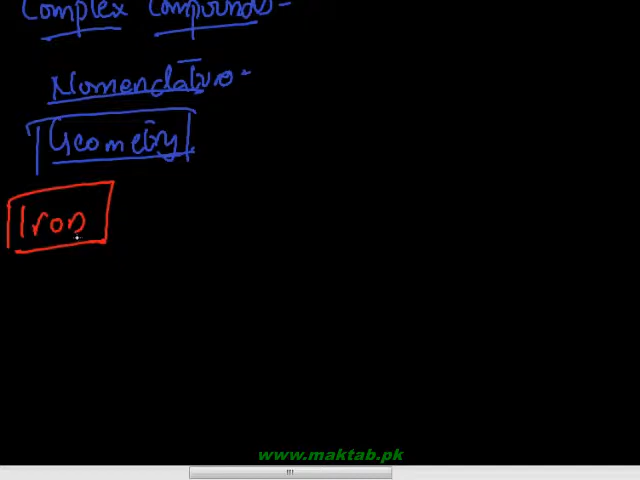 Complex Compounds-
Nomenclature-
Geometry
Iron
www.maktab.pk